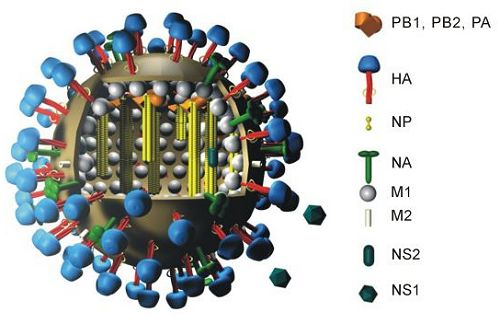 PB1, PB2, PA
HA
NP
NA
M1
M2
NS2
NS1